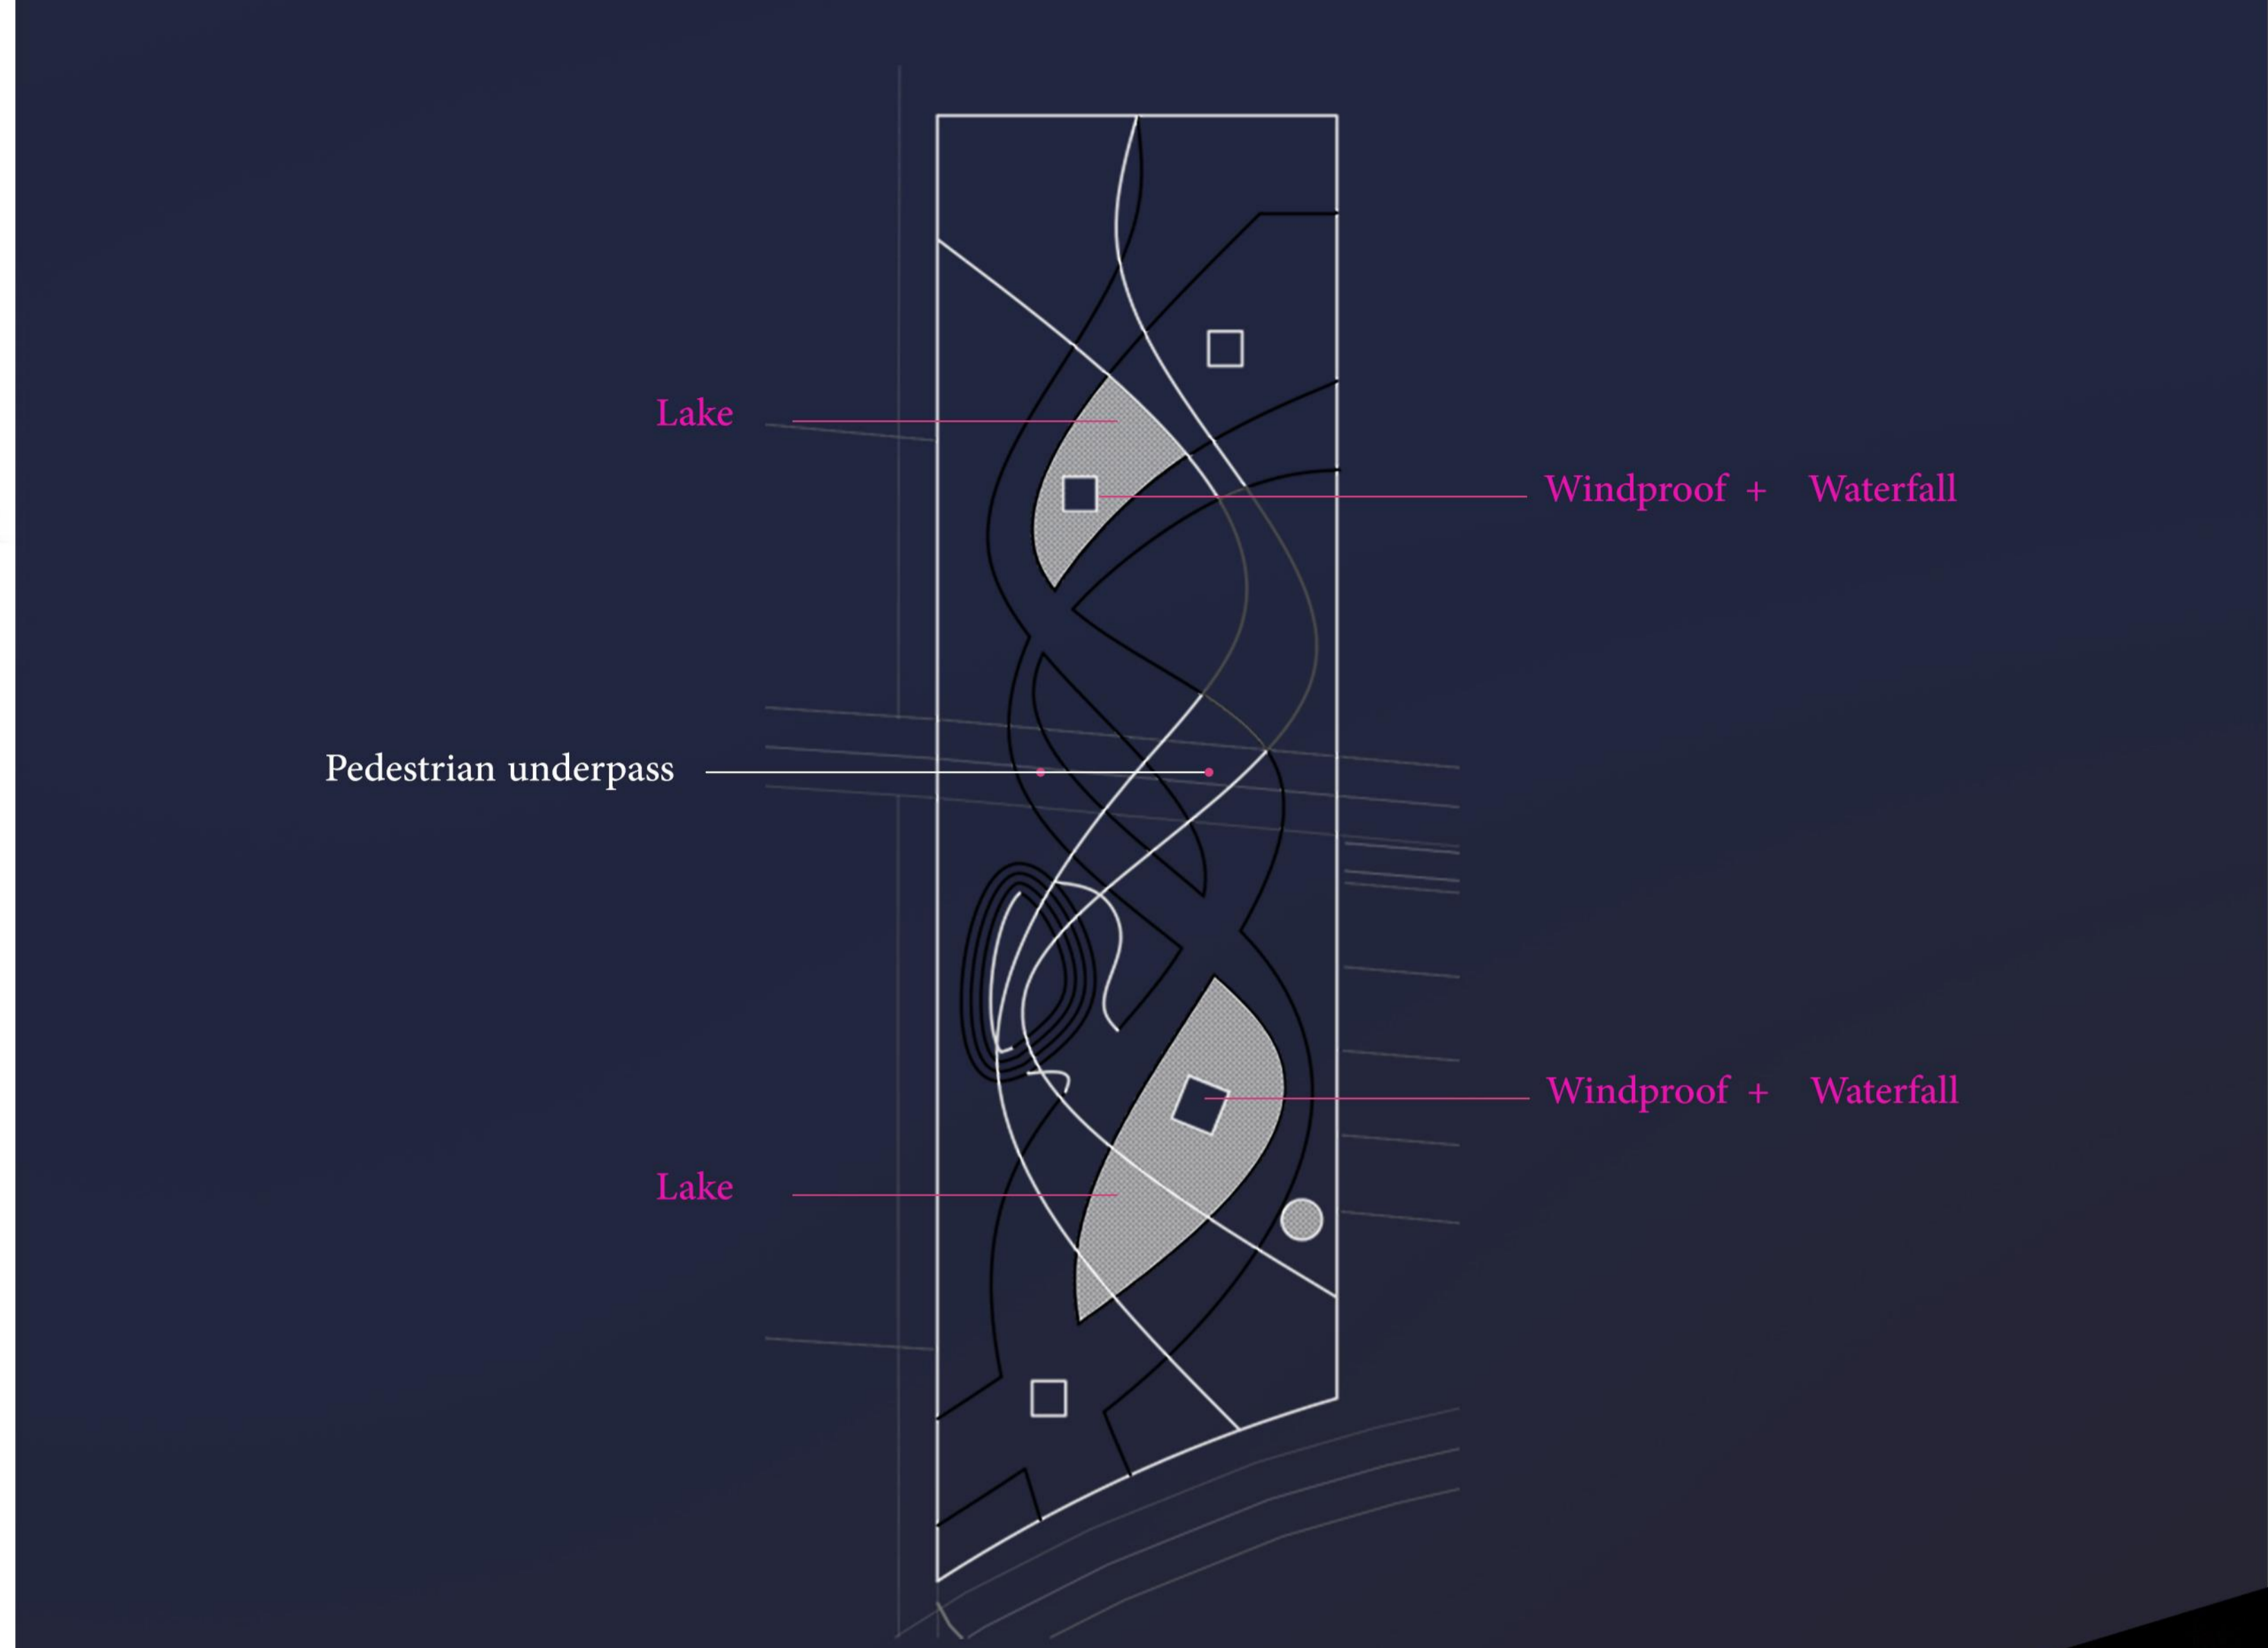 Lake
Windproof + Waterfall
Pedestrian underpass
Windproof + Waterfall
Lake